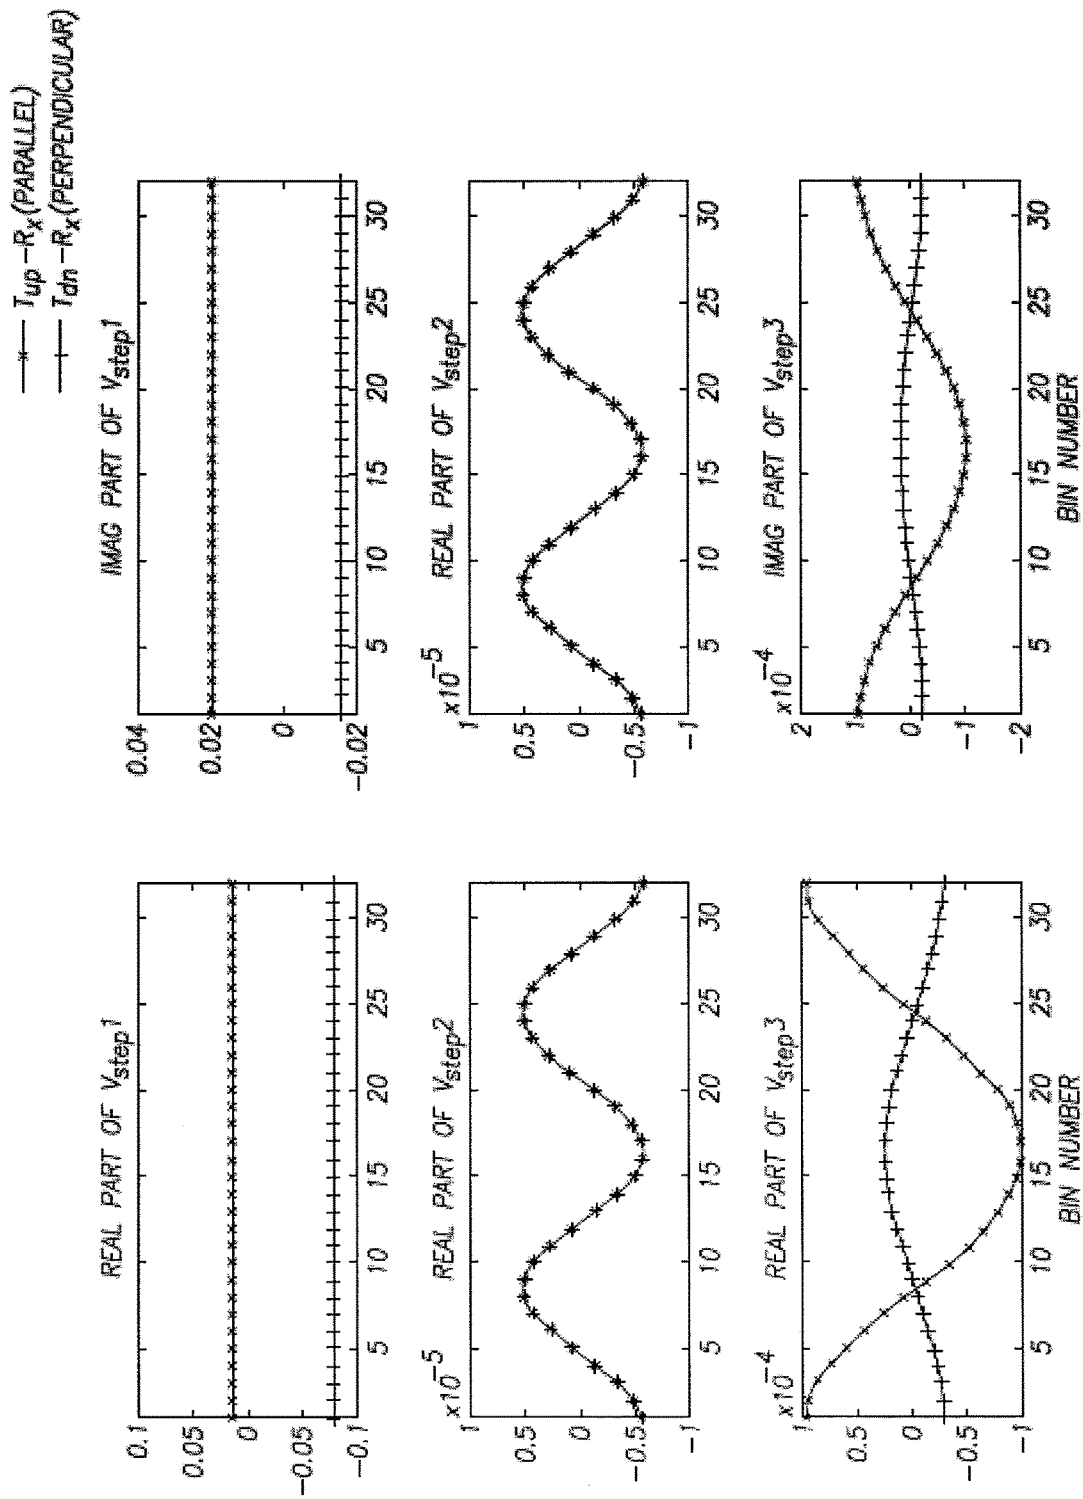 T_up-R_x(PARALLEL)
T_dn-R_x(PERPENDICULAR)
REAL PART OF V_step1
0.1
0.05
0
-0.05
-0.1
5 10 15 20 25 30
IMAG PART OF V_step1
0.04
0.02
0
-0.02
5 10 15 20 25 30
x10^-5
REAL PART OF V_step2
1
0.5
0
-0.5
-1
5 10 15 20 25 30
x10^-5
REAL PART OF V_step2
1
0.5
0
-0.5
-1
5 10 15 20 25 30
x10^-4
REAL PART OF V_step3
1
0.5
0
-0.5
-1
5 10 15 20 25 30
BIN NUMBER
x10^-4
IMAG PART OF V_step3
2
1
0
-1
-2
5 10 15 20 25 30
BIN NUMBER